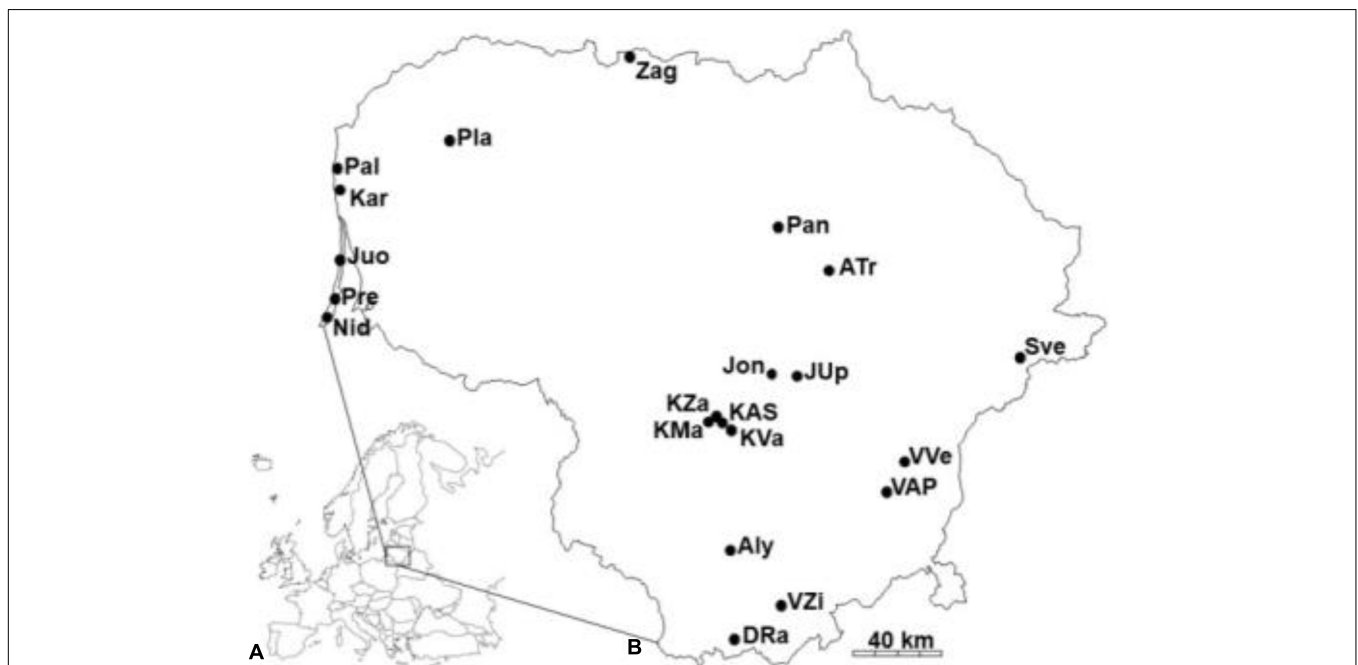 Zag
Pla
Pal
Kar
Pan
Juo
ATr
Pre
Nid
Sve
Jon
JUp
KZa
KAS
KMa
KVa
VVe
VAP
Aly
VZi
DRa
40 km
A
B